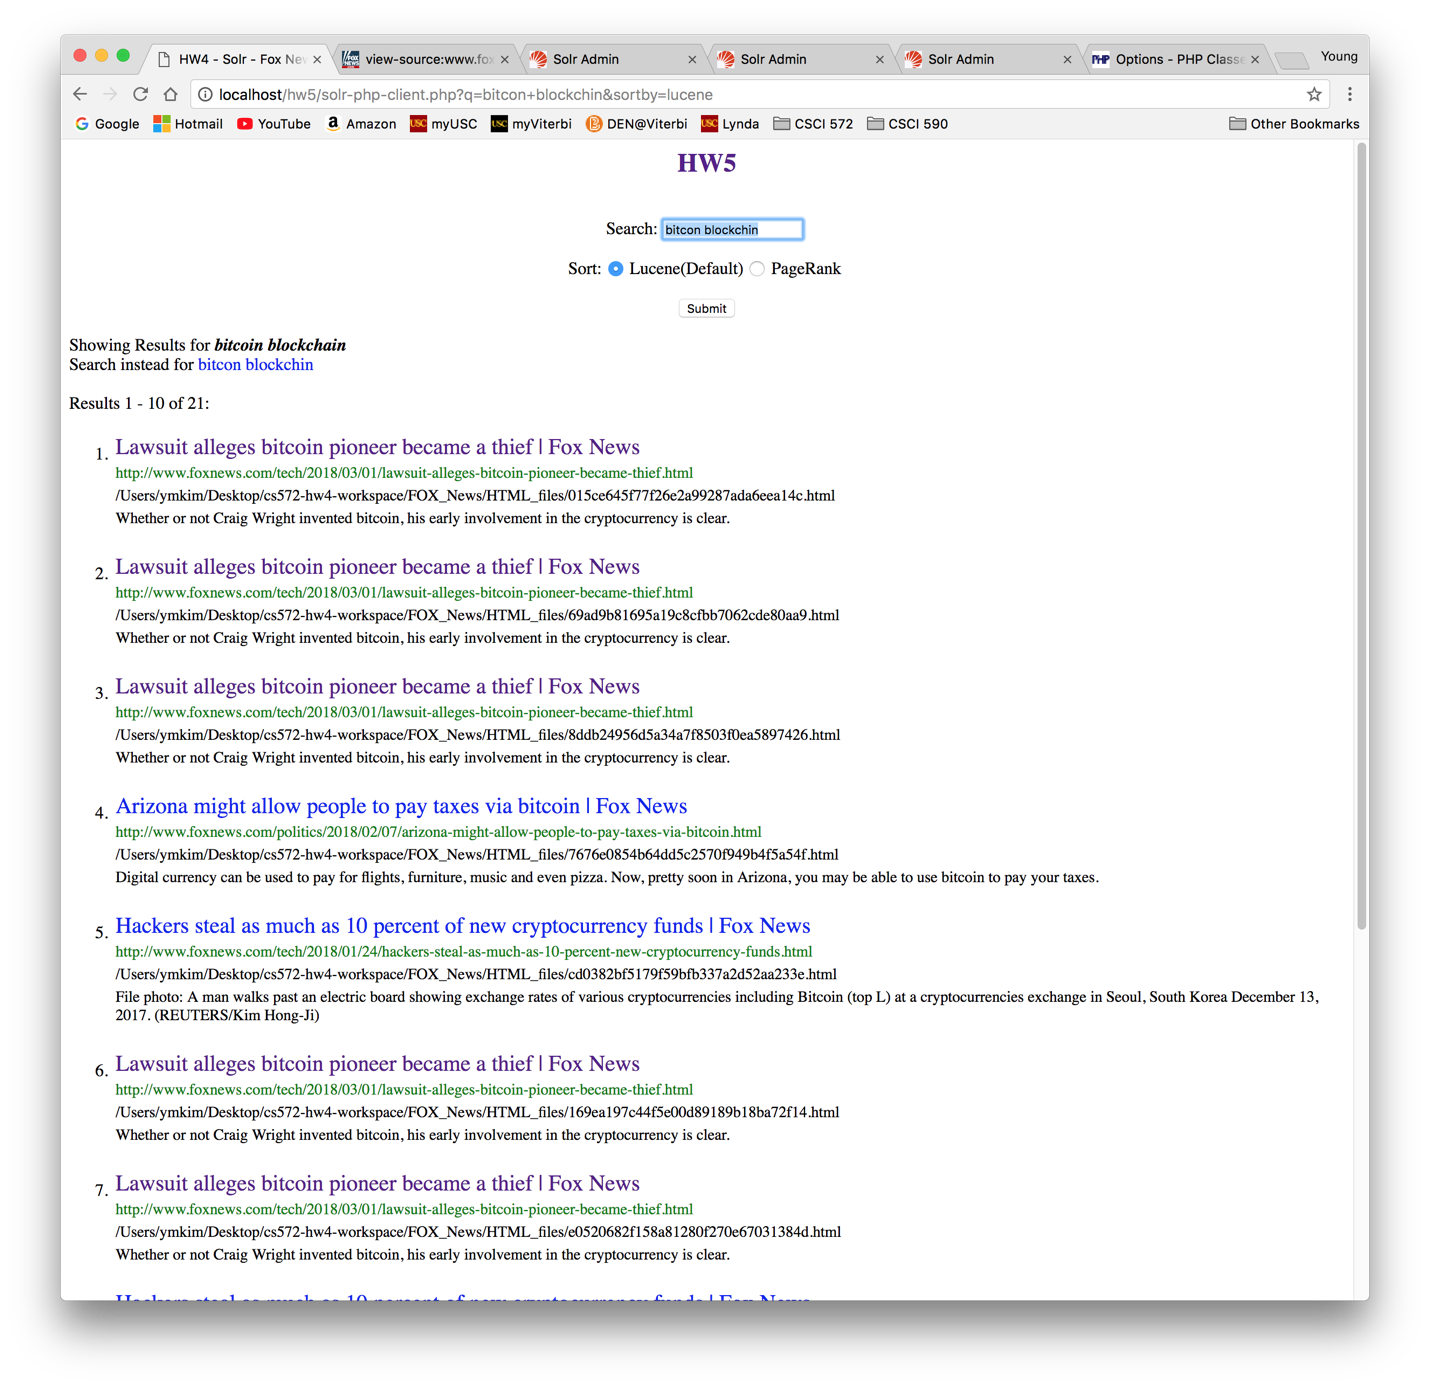 HW4 - Solr - Fox Nev
view-source:www.fox
Solr Admin
Solr Admin
Solr Admin
PHP Options - PHP Classe
Young
localhost/hw5/solr-php-client.php?q=bitcon+blockchin&sortby=lucene
Google Hotmail YouTube Amazon USC myUSC USC myViterbi DEN@Viterbi USC Lynda CSCI 572 CSCI 590 Other Bookmarks
HW5
Search: bitcon blockchin
Sort: Lucene(Default) PageRank
Submit
Showing Results for bitcoin blockchain
Search instead for bitcon blockchin
Results 1 - 10 of 21:
1. Lawsuit alleges bitcoin pioneer became a thief | Fox News
http://www.foxnews.com/tech/2018/03/01/lawsuit-alleges-bitcoin-pioneer-became-thief.html
/Users/ymkim/Desktop/cs572-hw4-workspace/FOX_News/HTML_files/015ce645f77f26e2a99287ada6eea14c.html
Whether or not Craig Wright invented bitcoin, his early involvement in the cryptocurrency is clear.
2. Lawsuit alleges bitcoin pioneer became a thief | Fox News
http://www.foxnews.com/tech/2018/03/01/lawsuit-alleges-bitcoin-pioneer-became-thief.html
/Users/ymkim/Desktop/cs572-hw4-workspace/FOX_News/HTML_files/69ad9b81695a19c8cfbb7062cde80aa9.html
Whether or not Craig Wright invented bitcoin, his early involvement in the cryptocurrency is clear.
3. Lawsuit alleges bitcoin pioneer became a thief | Fox News
http://www.foxnews.com/tech/2018/03/01/lawsuit-alleges-bitcoin-pioneer-became-thief.html
/Users/ymkim/Desktop/cs572-hw4-workspace/FOX_News/HTML_files/8ddb24956d5a34a7f8503f0ea5897426.html
Whether or not Craig Wright invented bitcoin, his early involvement in the cryptocurrency is clear.
4. Arizona might allow people to pay taxes via bitcoin | Fox News
http://www.foxnews.com/politics/2018/02/07/arizona-might-allow-people-to-pay-taxes-via-bitcoin.html
/Users/ymkim/Desktop/cs572-hw4-workspace/FOX_News/HTML_files/7676e0854b64dd5c2570f949b4f5a54f.html
Digital currency can be used to pay for flights, furniture, music and even pizza. Now, pretty soon in Arizona, you may be able to use bitcoin to pay your taxes.
5. Hackers steal as much as 10 percent of new cryptocurrency funds | Fox News
http://www.foxnews.com/tech/2018/01/24/hackers-steal-as-much-as-10-percent-new-cryptocurrency-funds.html
/Users/ymkim/Desktop/cs572-hw4-workspace/FOX_News/HTML_files/cd0382bf5179f59bfb337a2d52aa233e.html
File photo: A man walks past an electric board showing exchange rates of various cryptocurrencies including Bitcoin (top L) at a cryptocurrencies exchange in Seoul, South Korea December 13,
2017. (REUTERS/Kim Hong-Ji)
6. Lawsuit alleges bitcoin pioneer became a thief | Fox News
http://www.foxnews.com/tech/2018/03/01/lawsuit-alleges-bitcoin-pioneer-became-thief.html
/Users/ymkim/Desktop/cs572-hw4-workspace/FOX_News/HTML_files/169ea197c44f5e00d89189b18ba72f14.html
Whether or not Craig Wright invented bitcoin, his early involvement in the cryptocurrency is clear.
7. Lawsuit alleges bitcoin pioneer became a thief | Fox News
http://www.foxnews.com/tech/2018/03/01/lawsuit-alleges-bitcoin-pioneer-became-thief.html
/Users/ymkim/Desktop/cs572-hw4-workspace/FOX_News/HTML_files/e0520682f158a81280f270e67031384d.html
Whether or not Craig Wright invented bitcoin, his early involvement in the cryptocurrency is clear.
Hackers steal as much as 10 percent of new cryptocurrency funds | Fox News